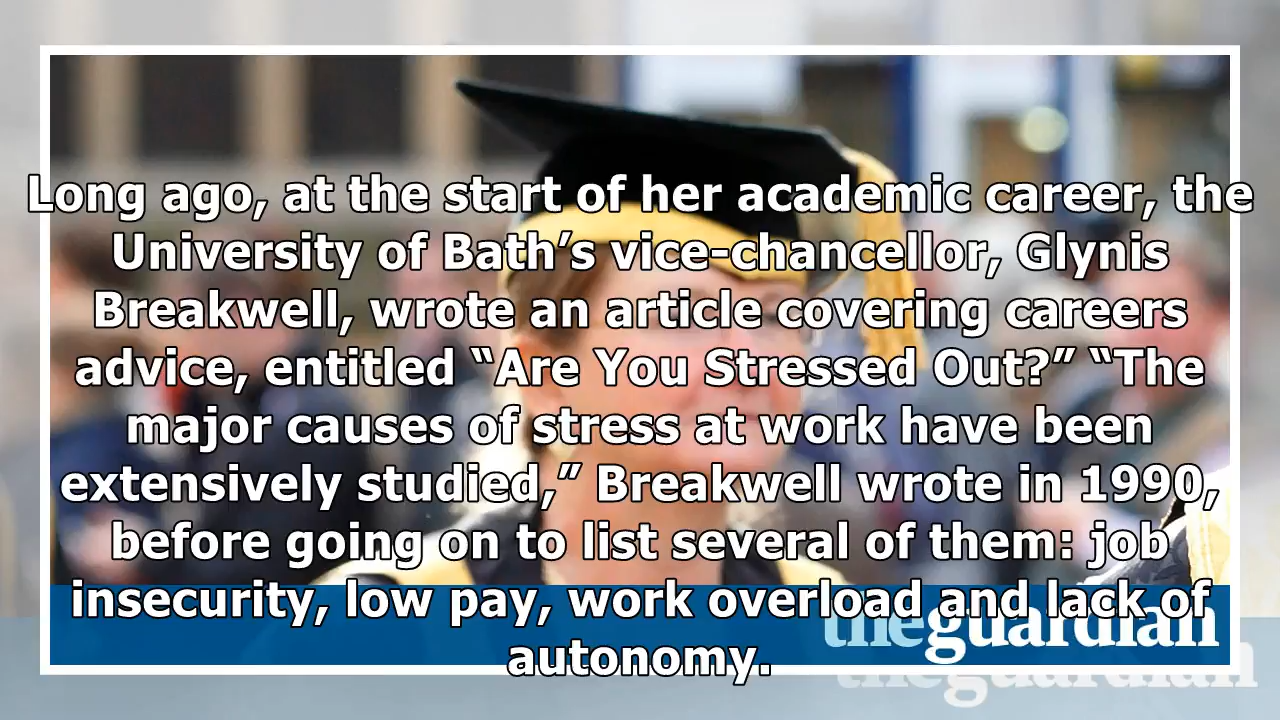 Long ago, at the start of her academic career, the
University of Bath’s vice-chancellor, Glynis
Breakwell, wrote an article covering careers
advice, entitled “Are You Stressed Out?” “The
major causes of stress at work have been
extensively studied,” Breakwell wrote in 1990,
before going on to list several of them: job
insecurity, low pay, work overload and lack of
autonomy.
theguardian
theguardian